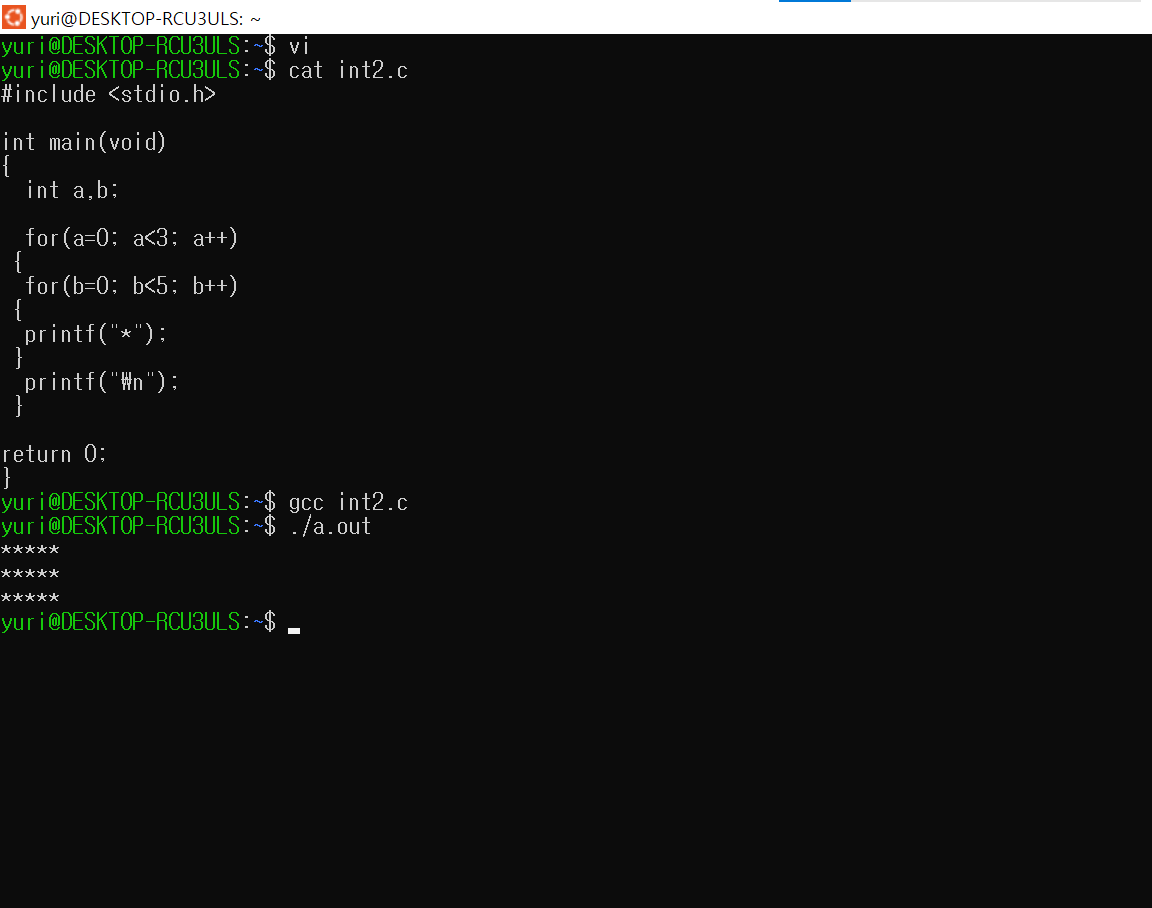 yuri@DESKTOP-RCU3ULS: ~
yuri@DESKTOP-RCU3ULS:~$ vi
yuri@DESKTOP-RCU3ULS:~$ cat int2.c
#include <stdio.h>
int main(void)
{
  int a,b;
  for(a=0; a<3; a++)
 {
  for(b=0; b<5; b++)
 {
  printf("*");
 }
  printf("₩n");
 }
return 0;
}
yuri@DESKTOP-RCU3ULS:~$ gcc int2.c
yuri@DESKTOP-RCU3ULS:~$ ./a.out
*****
*****
*****
yuri@DESKTOP-RCU3ULS:~$